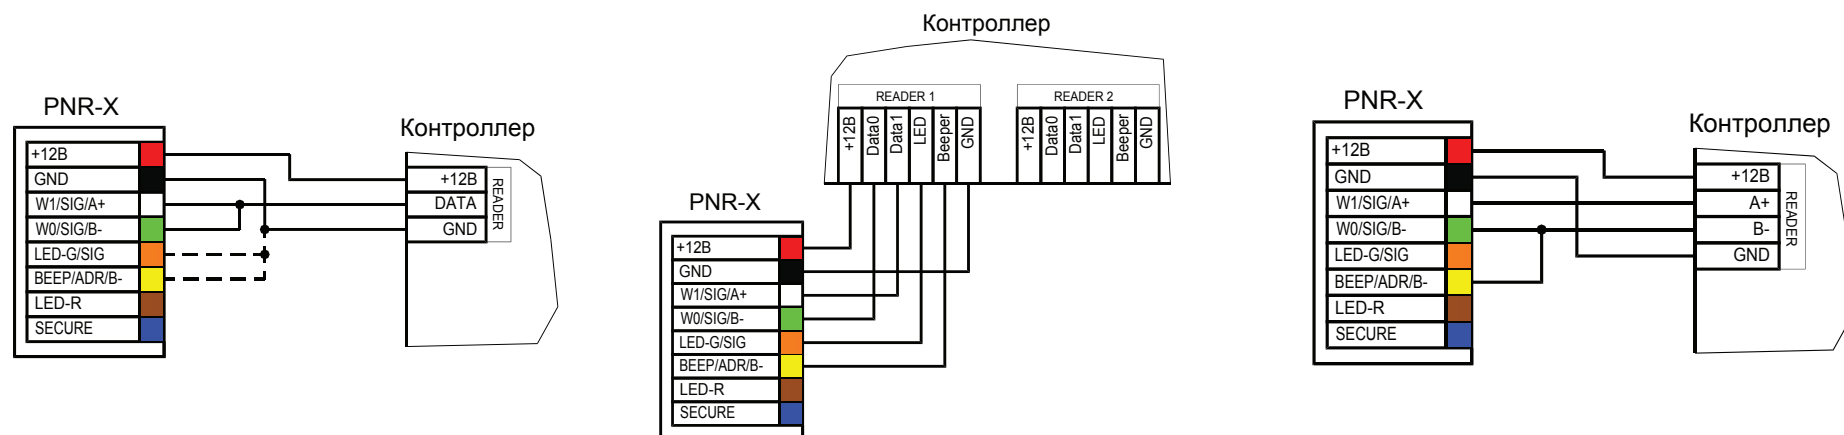 PNR-X
+12В
GND
W1/SIG/A+
W0/SIG/B-
LED-G/SIG
BEEP/ADR/B-
LED-R
SECURE
Контроллер
+12В
DATA
GND
READER
Контроллер
READER 1
+12В
Data0
Data1
LED
Beeper
GND
READER 2
+12В
Data0
Data1
LED
Beeper
GND
PNR-X
+12В
GND
W1/SIG/A+
W0/SIG/B-
LED-G/SIG
BEEP/ADR/B-
LED-R
SECURE
PNR-X
+12В
GND
W1/SIG/A+
W0/SIG/B-
LED-G/SIG
BEEP/ADR/B-
LED-R
SECURE
Контроллер
+12В
A+
B-
GND
READER